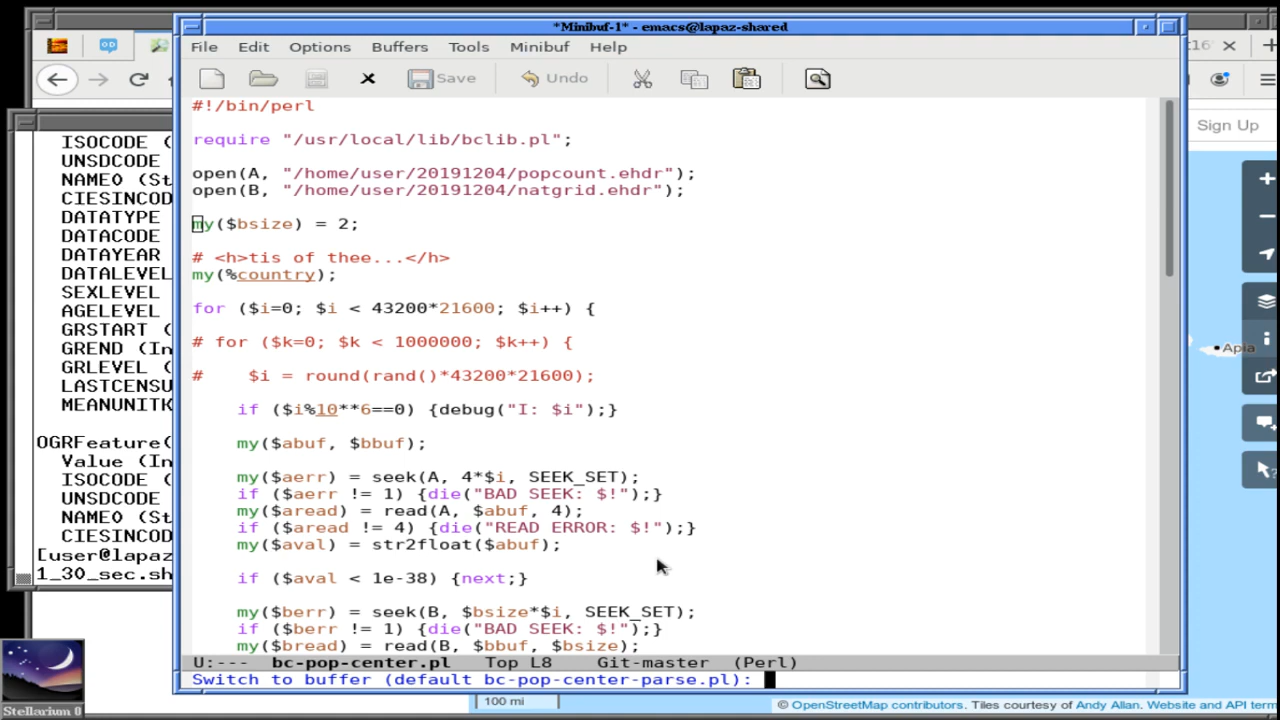 *Minibuf-1* - emacs@lapaz-shared
File Edit Options Buffers Tools Minibuf Help
Save Undo
#!/bin/perl
require "/usr/local/lib/bclib.pl";
open(A, "/home/user/20191204/popcount.ehdr");
open(B, "/home/user/20191204/natgrid.ehdr");
my($bsize) = 2;
# <h>tis of thee...</h>
my(%country);
for ($i=0; $i < 43200*21600; $i++) {
# for ($k=0; $k < 1000000; $k++) {
#    $i = round(rand()*43200*21600);
if ($i%10**6==0) {debug("I: $i");}
my($abuf, $bbuf);
my($aerr) = seek(A, 4*$i, SEEK_SET);
if ($aerr != 1) {die("BAD SEEK: $!");}
my($aread) = read(A, $abuf, 4);
if ($aread != 4) {die("READ ERROR: $!");}
my($aval) = str2float($abuf);
if ($aval < 1e-38) {next;}
my($berr) = seek(B, $bsize*$i, SEEK_SET);
if ($berr != 1) {die("BAD SEEK: $!");}
my($bread) = read(B, $bbuf, $bsize);
U:--- bc-pop-center.pl Top L8 Git-master (Perl)
Switch to buffer (default bc-pop-center-parse.pl):
ISOCODE (
UNSDCODE
NAME0 (St
CIESINCOD
DATATYPE
DATACODE
DATAYEAR
DATALEVEL
SEXLEVEL
AGELEVEL
GRSTART (
GREND (In
GRLEVEL (
LASTCENSU
MEANUNITK
OGRFeature(
Value (In
ISOCODE (
UNSDCODE
NAME0 (St
CIESINCOD
[user@lapaz
1_30_sec.sh
Stellarium 0
16
Sign Up
Apia
100 mi
© OpenStreetMap contributors. Tiles courtesy of Andy Allan. Website and API term